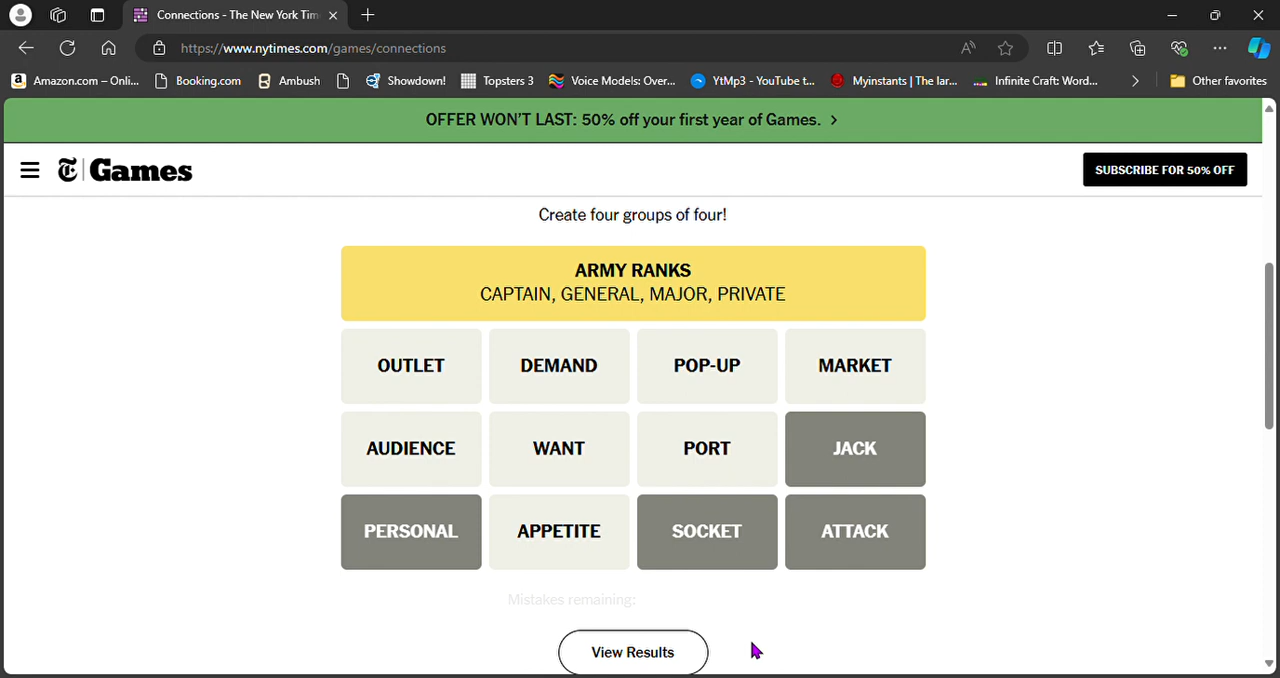 Connections - The New York Tim
https://www.nytimes.com/games/connections
Amazon.com – Onli...
Booking.com
Ambush
Showdown!
Topsters 3
Voice Models: Over...
YtMp3 - YouTube t...
Myinstants | The lar...
Infinite Craft: Word...
Other favorites
OFFER WON'T LAST: 50% off your first year of Games.
T Games
SUBSCRIBE FOR 50% OFF
Create four groups of four!
ARMY RANKS
CAPTAIN, GENERAL, MAJOR, PRIVATE
OUTLET DEMAND POP-UP MARKET
AUDIENCE WANT PORT JACK
PERSONAL APPETITE SOCKET ATTACK
Mistakes remaining:
View Results